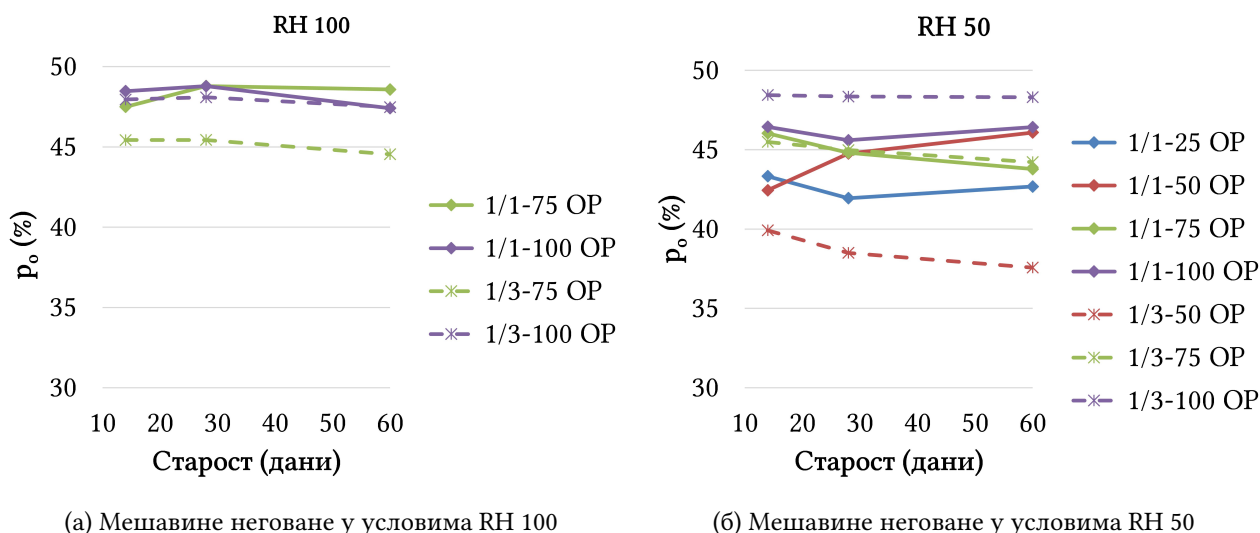 RH 100
50
45
40
35
30
pₒ (%)
10 20 30 40 50 60
Старост (дани)
1/1-75 OP
1/1-100 OP
1/3-75 OP
1/3-100 OP
(а) Мешавине неговане у условима RH 100
RH 50
50
45
40
35
30
pₒ (%)
10 20 30 40 50 60
Старост (дани)
1/1-25 OP
1/1-50 OP
1/1-75 OP
1/1-100 OP
1/3-50 OP
1/3-75 OP
1/3-100 OP
(б) Мешавине неговане у условима RH 50